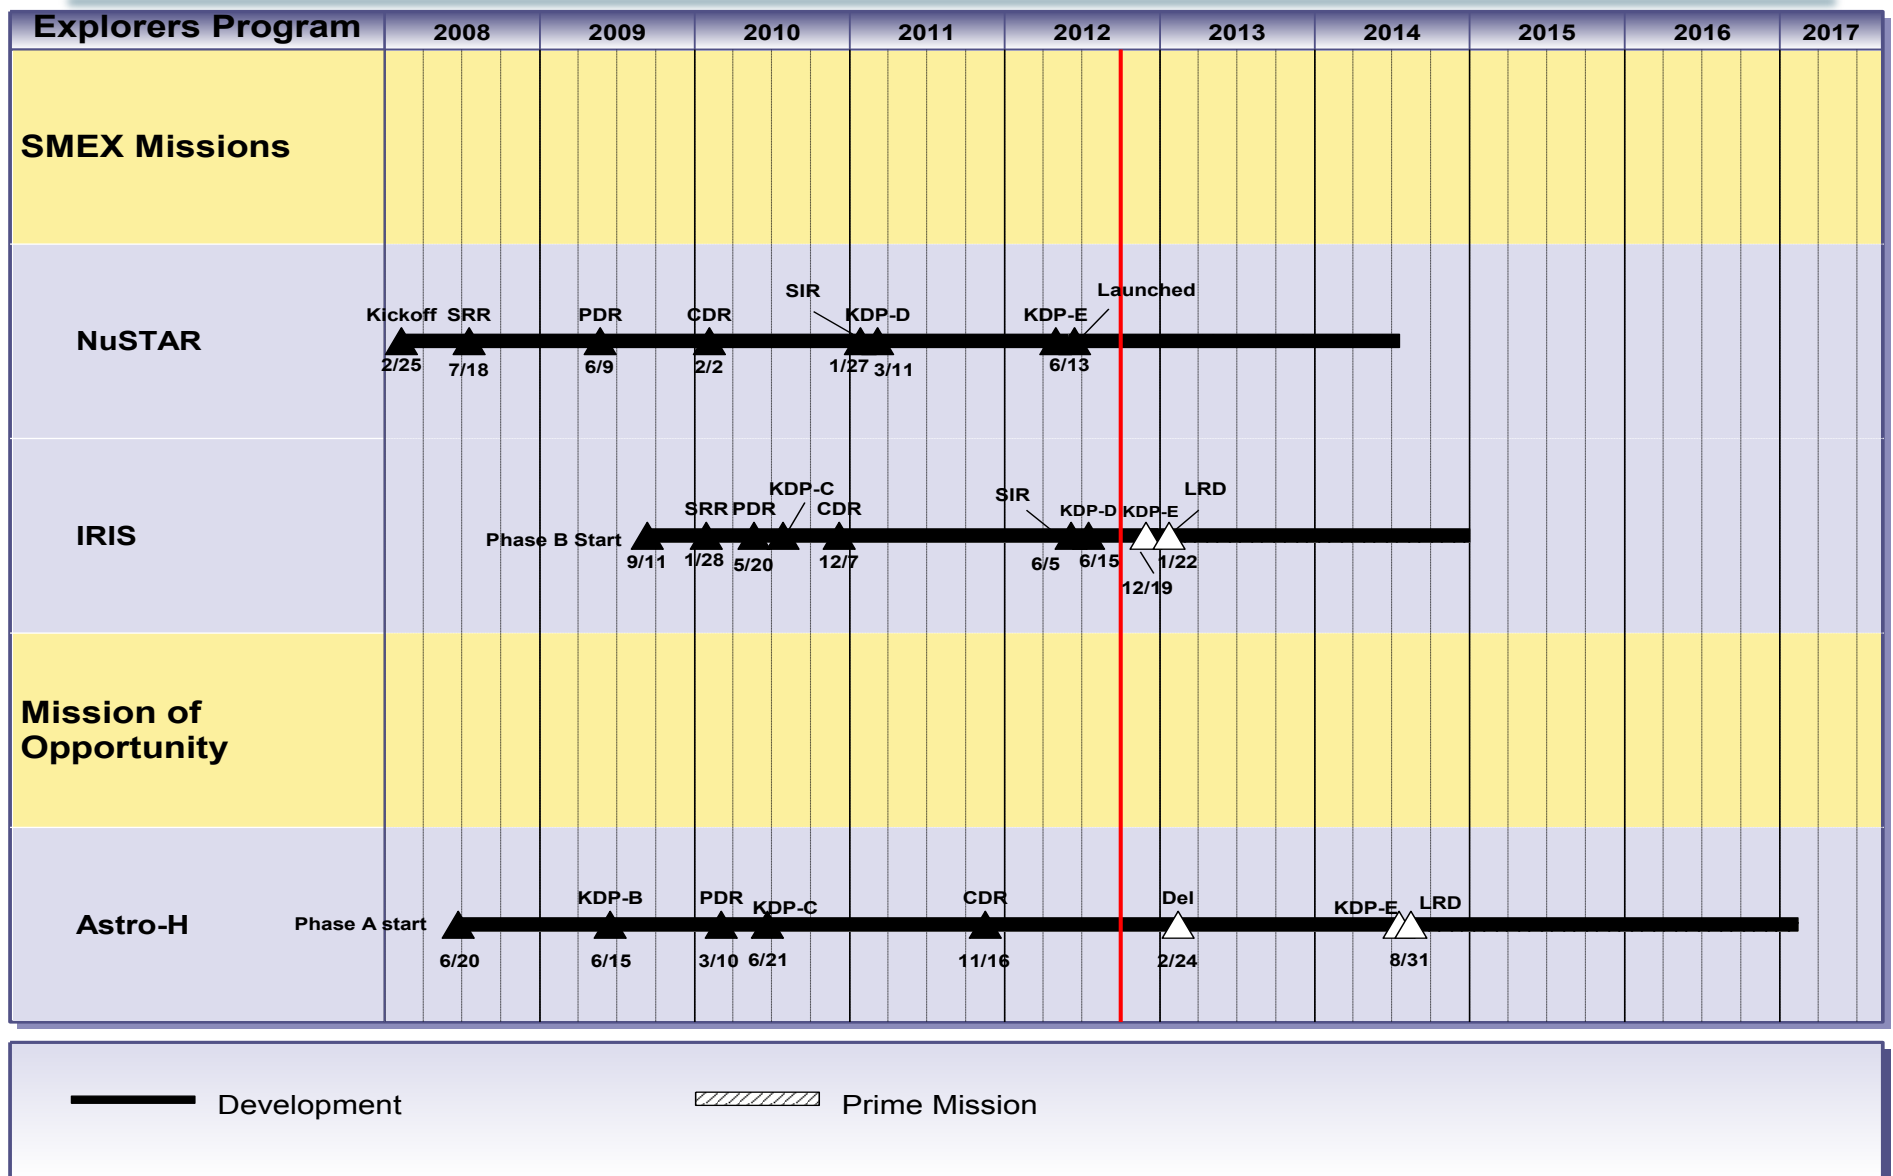 Explorers Program 2008 2009 2010 2011 2012 2013 2014 2015 2016 2017
SMEX Missions
SIR Launched
Kickoff SRR PDR CDR KDP-D KDP-E
NuSTAR
2/25 7/18 6/9 2/2 1/27 3/11 6/13
KDP-C SIR LRD
SRR PDR CDR KDP-D KDP-E
IRIS Phase B Start
9/11 1/28 5/20 12/7 6/5 6/15 1/22
12/19
Mission of
Opportunity
KDP-B PDR KDP-C CDR Del KDP-E LRD
Astro-H Phase A start
6/20 6/15 3/10 6/21 11/16 2/24 8/31
Development Prime Mission